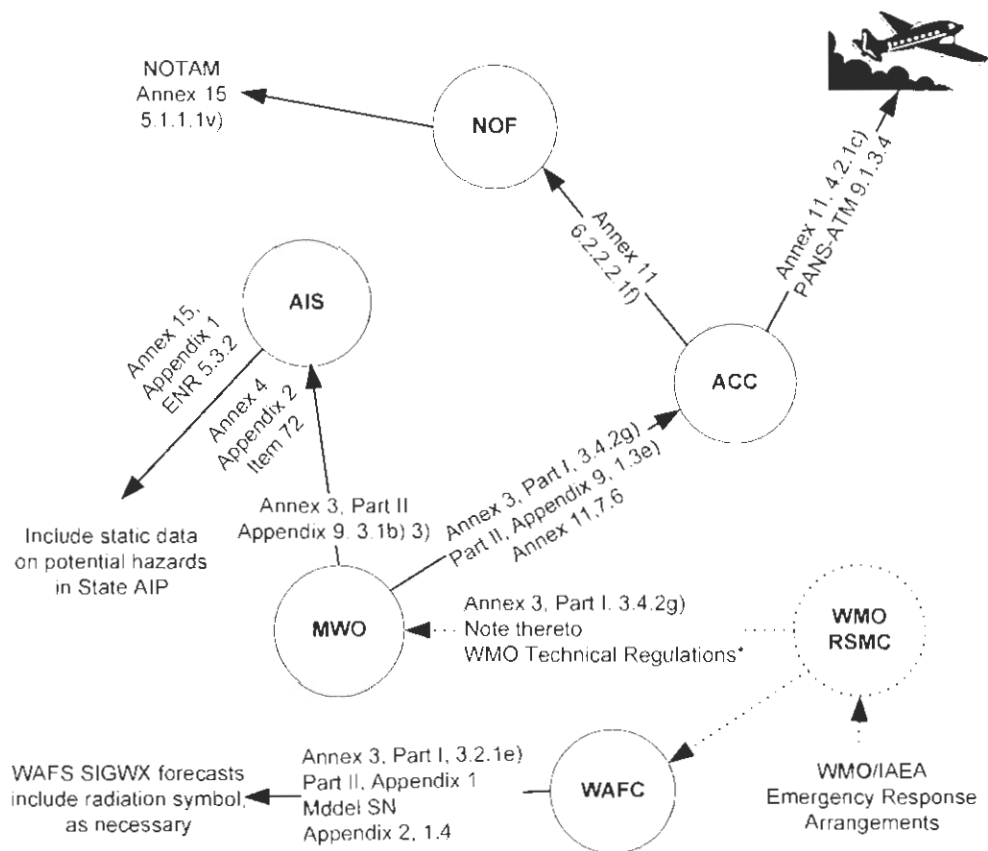 NOTAM
Annex 15
5.1.1.1v)
NOF
Annex 11, 4.2.1c)
PANS-ATM 9.1.3.4
Annex 11
6.2.2.2.1f)
AIS
Annex 15,
Appendix 1
ENR 5.3.2
ACC
Annex 4
Appendix 2
Item 72
Annex 3, Part I, 3.4.2g)
Part II, Appendix 9, 1.3e)
Annex 11,7.6
Annex 3, Part II
Appendix 9. 3.1b) 3)
Include static data
on potential hazards
in State AIP
MWO
Annex 3, Part I. 3.4.2g)
Note thereto
WMO Technical Regulations*
WMO
RSMC
WAFS SIGWX forecasts
include radiation symbol,
as necessary
Annex 3, Part I, 3.2.1e)
Part II, Appendix 1
Mddel SN
Appendix 2, 1.4
WAFC
WMO/IAEA
Emergency Response
Arrangements